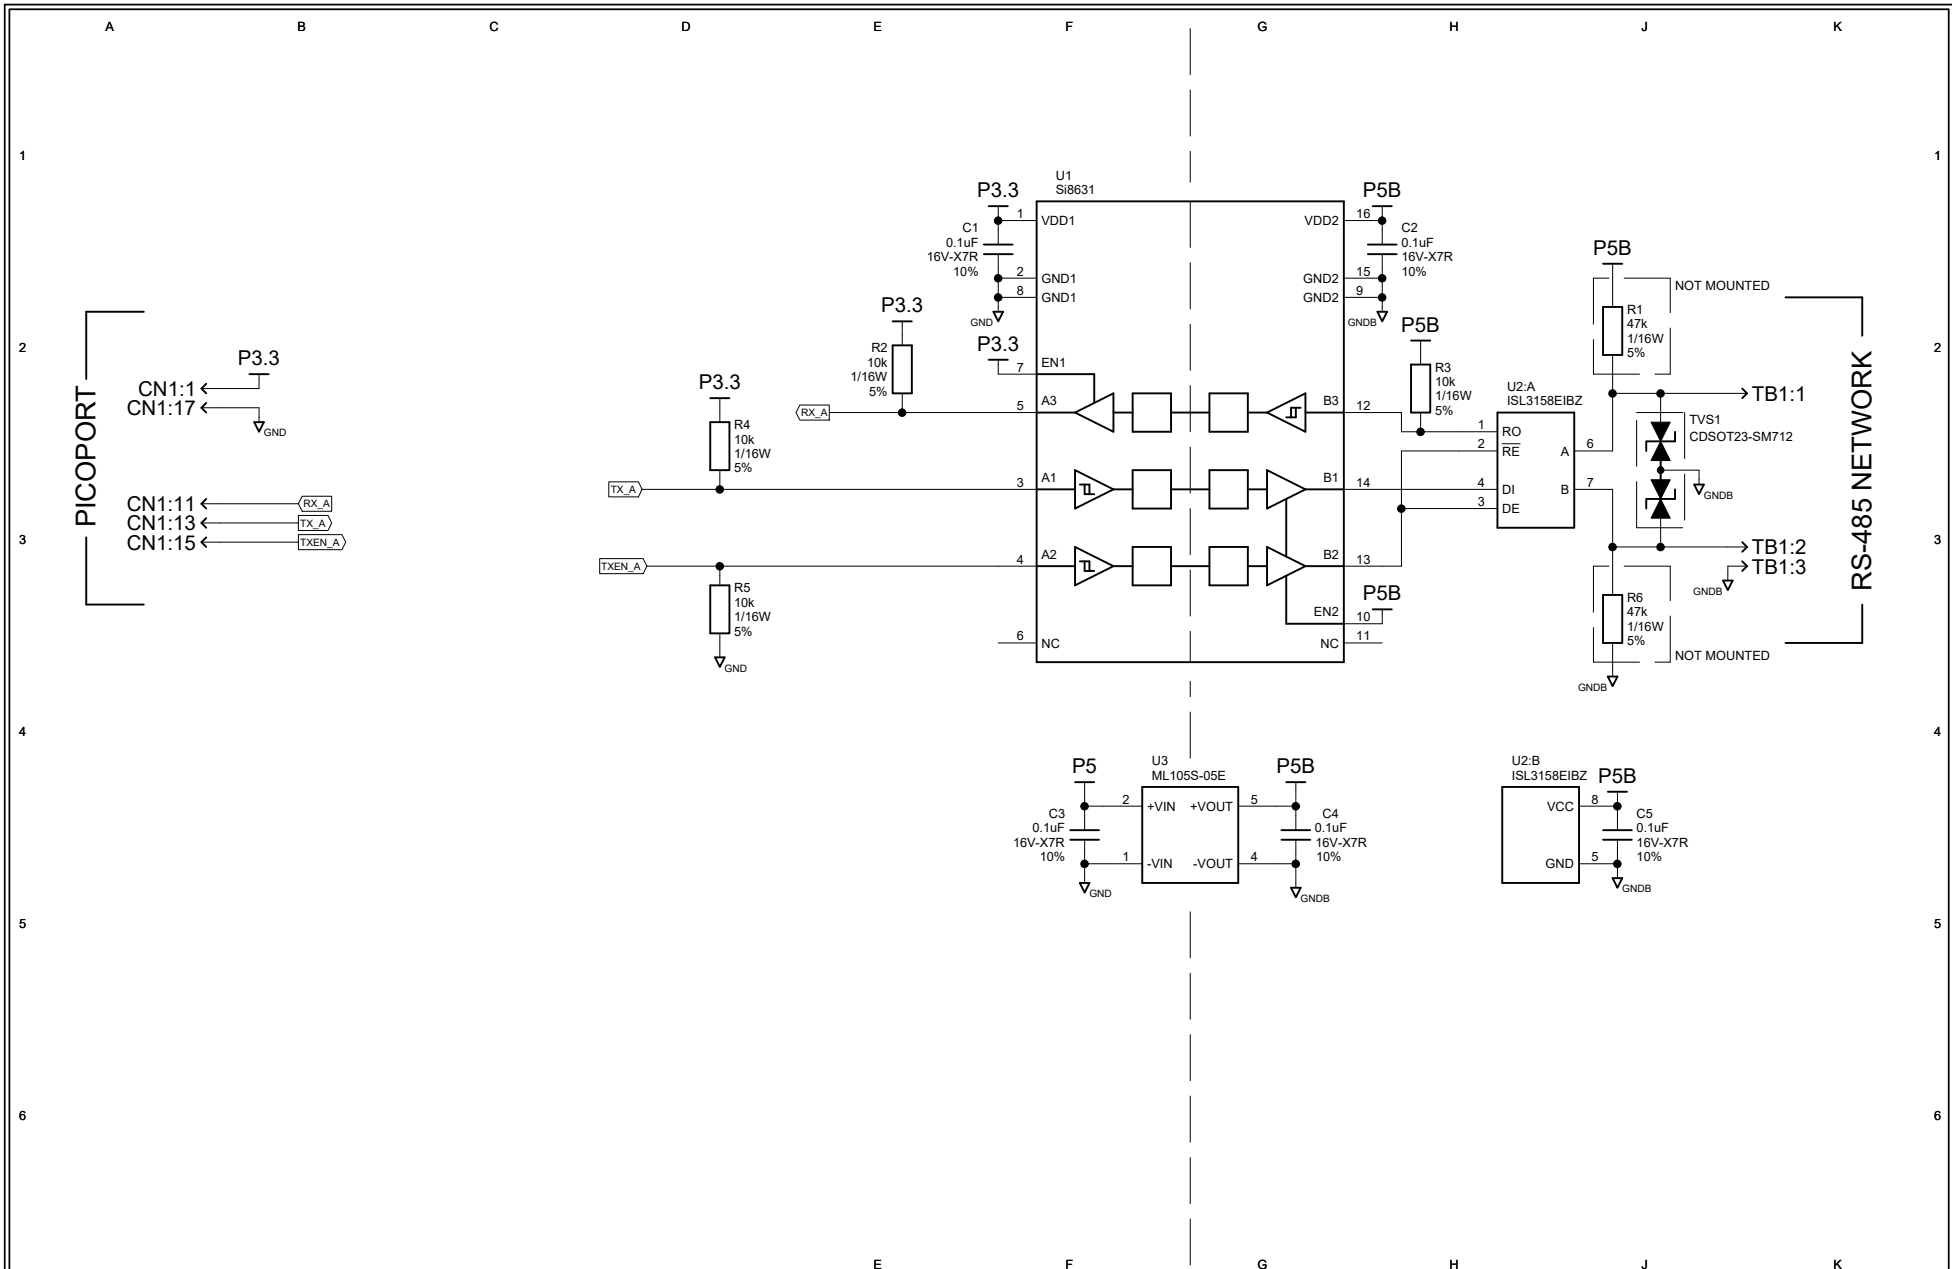 A B C D E F G H J K
1 1
U1
Si8631
P3.3
P5B
1 VDD1
VDD2 16
C1
0.1uF
16V-X7R
10%
C2
0.1uF
16V-X7R
10%
2 GND1
8 GND1
GND2 15
GND2 9
GND
GNDB
P5B
NOT MOUNTED
R1
47k
1/16W
5%
2 2
P3.3
R2
10k
1/16W
5%
P3.3
7 EN1
P5B
R3
10k
1/16W
5%
PICOPORT
P3.3
CN1:1
CN1:17
GND
P3.3
R4
10k
1/16W
5%
RX_A
5 A3
B3 12
U2:A
ISL3158EIBZ
1 RO
2 RE
A 6
4 DI
3 DE
B 7
TB1:1
TVS1
CDSOT23-SM712
GNDB
RS-485 NETWORK
TX_A
3 A1
B1 14
CN1:11 RX_A
CN1:13 TX_A
CN1:15 TXEN_A
3 3
TXEN_A
4 A2
B2 13
TB1:2
TB1:3
GNDB
R5
10k
1/16W
5%
GND
P5B
EN2 10
6 NC
NC 11
R6
47k
1/16W
5%
NOT MOUNTED
GNDB
4 4
P5
U3
ML105S-05E
P5B
2 +VIN +VOUT 5
1 -VIN -VOUT 4
C3
0.1uF
16V-X7R
10%
GND
C4
0.1uF
16V-X7R
10%
GNDB
U2:B
ISL3158EIBZ
P5B
VCC 8
GND 5
C5
0.1uF
16V-X7R
10%
GNDB
5 5
6 6
E F G H J K